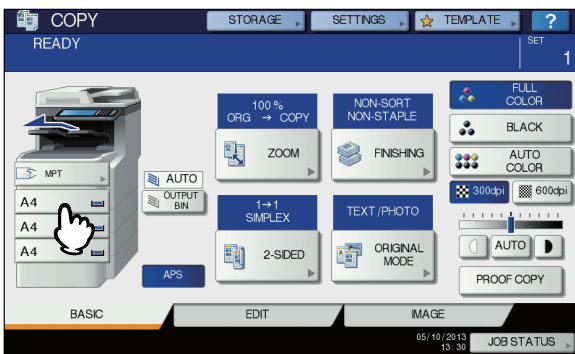 COPY
STORAGE
SETTINGS
TEMPLATE
?
READY
SET
1
MPT
A4
A4
A4
AUTO
OUTPUT
BIN
APS
100 %
ORG → COPY
ZOOM
NON-SORT
NON-STAPLE
FINISHING
1→1
SIMPLEX
2-SIDED
TEXT/PHOTO
ORIGINAL
MODE
FULL
COLOR
BLACK
AUTO
COLOR
300dpi
600dpi
AUTO
PROOF COPY
BASIC
EDIT
IMAGE
05/10/2013
13:30
JOB STATUS